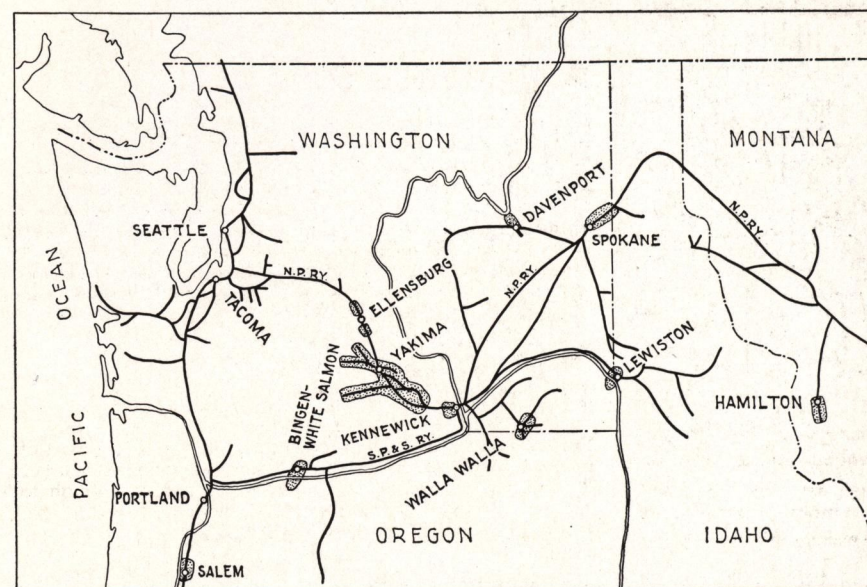 WASHINGTON
MONTANA
DAVENPORT
SEATTLE
SPOKANE
N.P.RY.
OCEAN
N.P.RY.
ELLENSBURG
N.P.RY.
TACOMA
YAKIMA
LEWISTON
BINGEN-
WHITE SALMON
HAMILTON
KENNEWICK
S.P.&S. RY.
PACIFIC
WALLA WALLA
PORTLAND
OREGON
IDAHO
SALEM